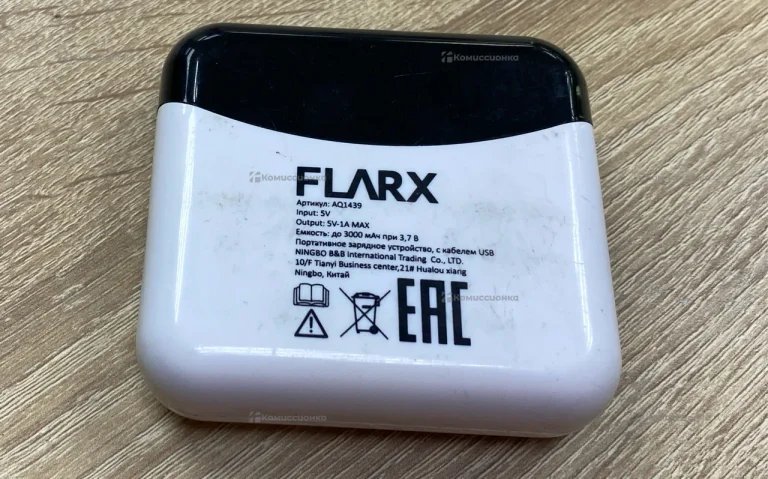 Комиссионка
Комиссионка
FLARX
Артикул: AQ1439
Input: 5V
Output: 5V-1A MAX
Емкость: до 3000 мАч при 3,7 В
Портативное зарядное устройство, с кабелем USB
NINGBO B&B International Trading Co., LTD.
10/F Tianyi Business center,21# Hualou xiang
Ningbo, Китай
EAC
Комиссионка
Комиссионка